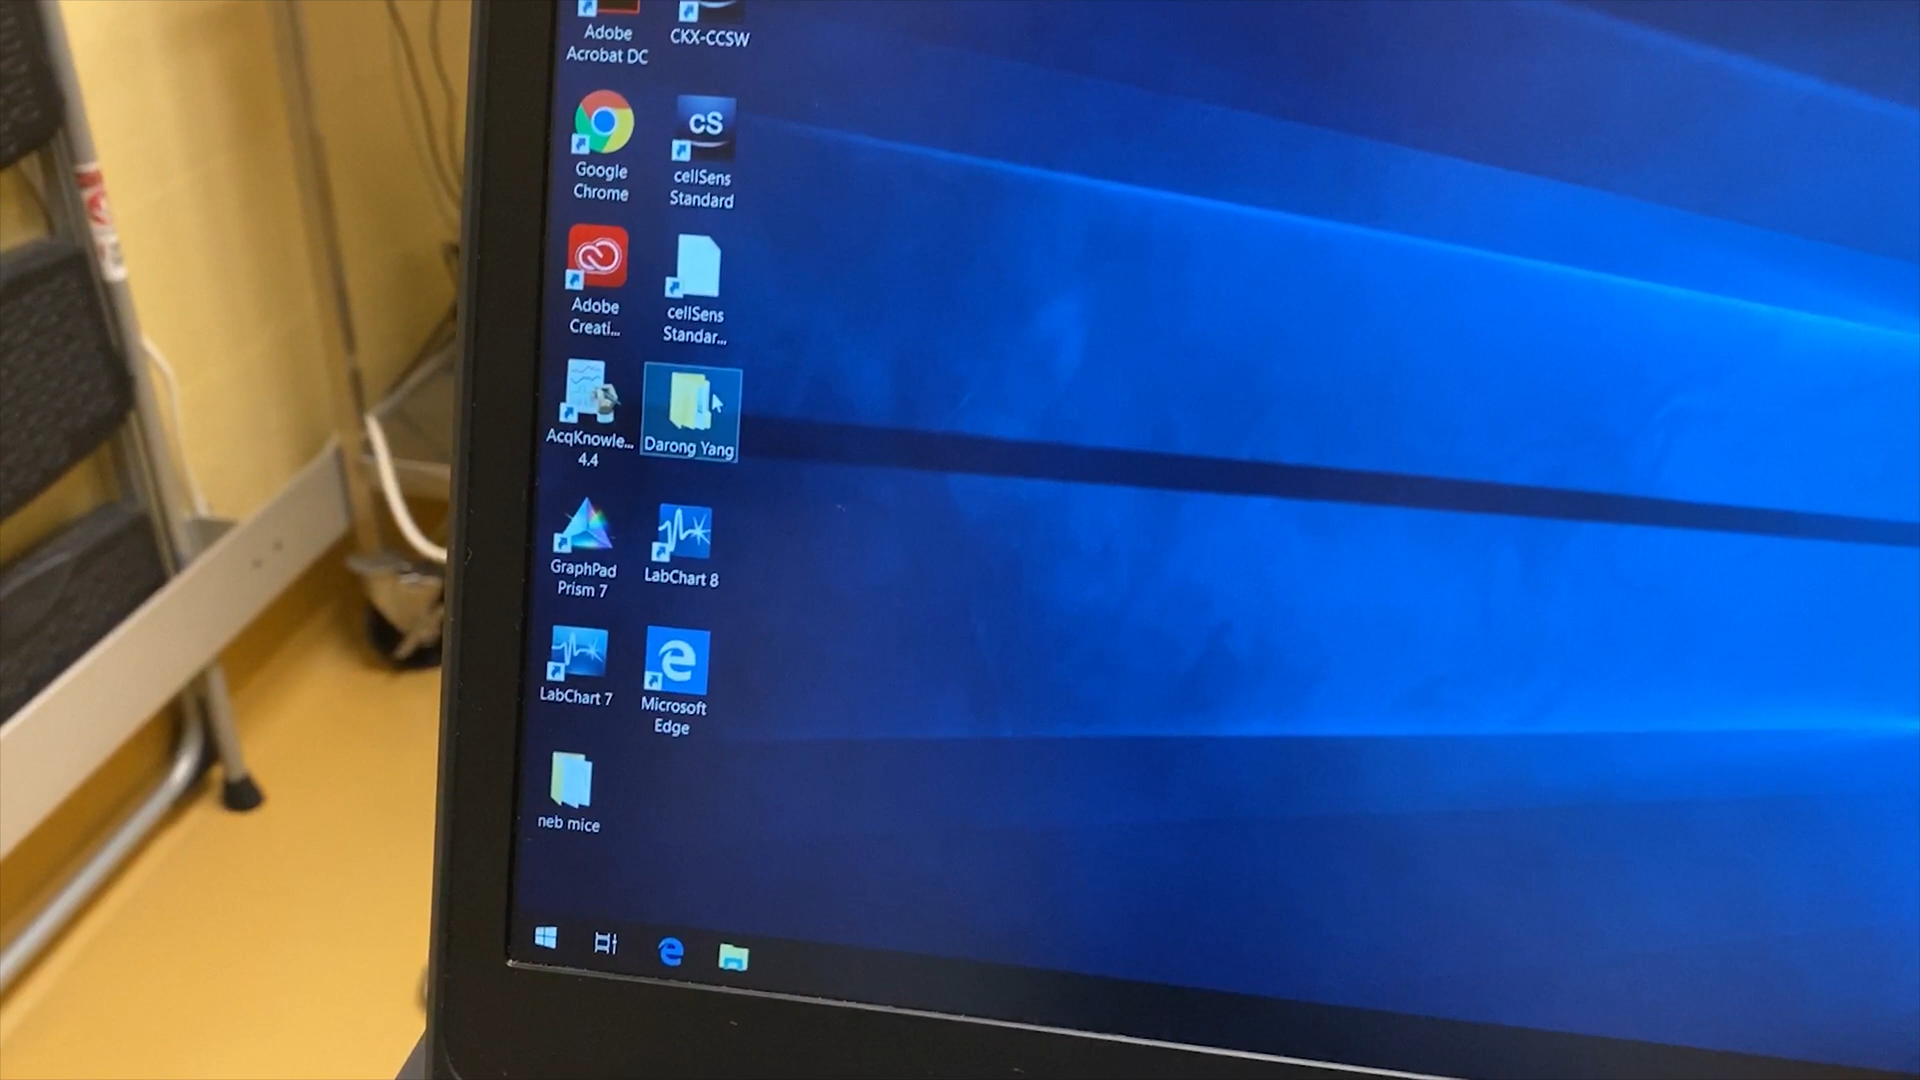 Adobe
Acrobat DC
CKX-CCSW
Google
Chrome
cS
cellSens
Standard
Adobe
Creati...
cellSens
Standar...
AcqKnowle...
4.4
Darong Yang
GraphPad
Prism 7
LabChart 8
LabChart 7
Microsoft
Edge
neb mice